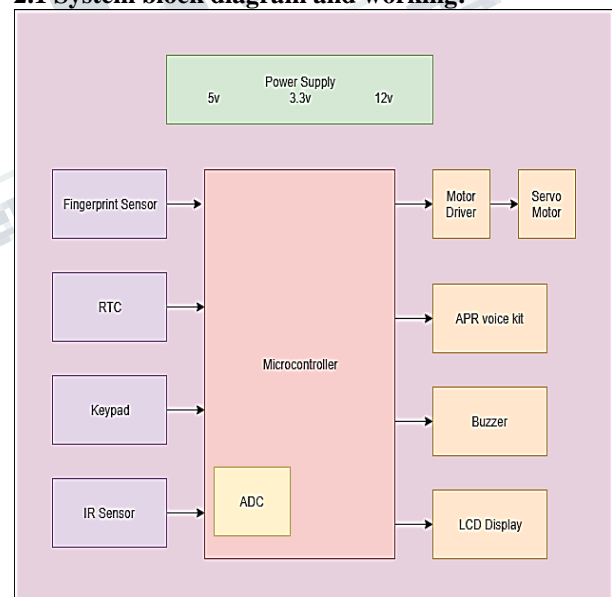 2.1 System block diagram and working:
Power Supply
5v 3.3v 12v
Fingerprint Sensor
RTC
Keypad
IR Sensor
Microcontroller
ADC
Motor
Driver
Servo
Motor
APR voice kit
Buzzer
LCD Display